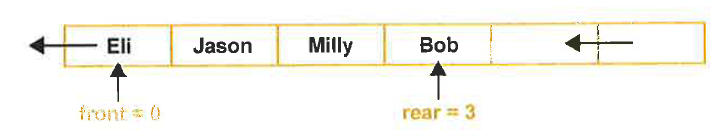 Eli Jason Milly Bob
front = 0 rear = 3